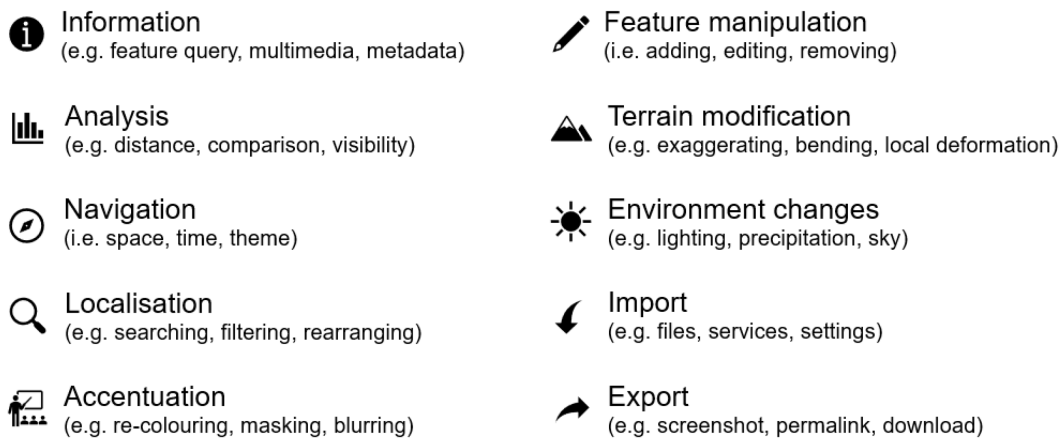 Information
(e.g. feature query, multimedia, metadata)
Analysis
(e.g. distance, comparison, visibility)
Navigation
(i.e. space, time, theme)
Localisation
(e.g. searching, filtering, rearranging)
Accentuation
(e.g. re-colouring, masking, blurring)
Feature manipulation
(i.e. adding, editing, removing)
Terrain modification
(e.g. exaggerating, bending, local deformation)
Environment changes
(e.g. lighting, precipitation, sky)
Import
(e.g. files, services, settings)
Export
(e.g. screenshot, permalink, download)